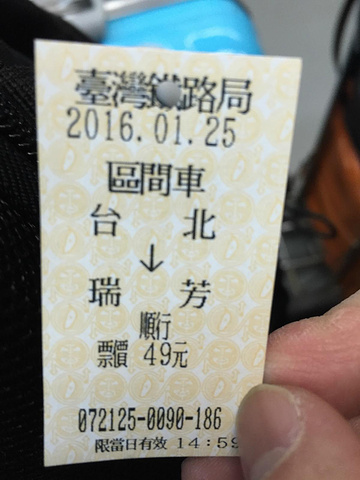 臺灣鐵路局
2016.01.25
區間車
台 北
↓
瑞 芳
順行
票價 49元
072125-0090-186
限當日有效 14:59